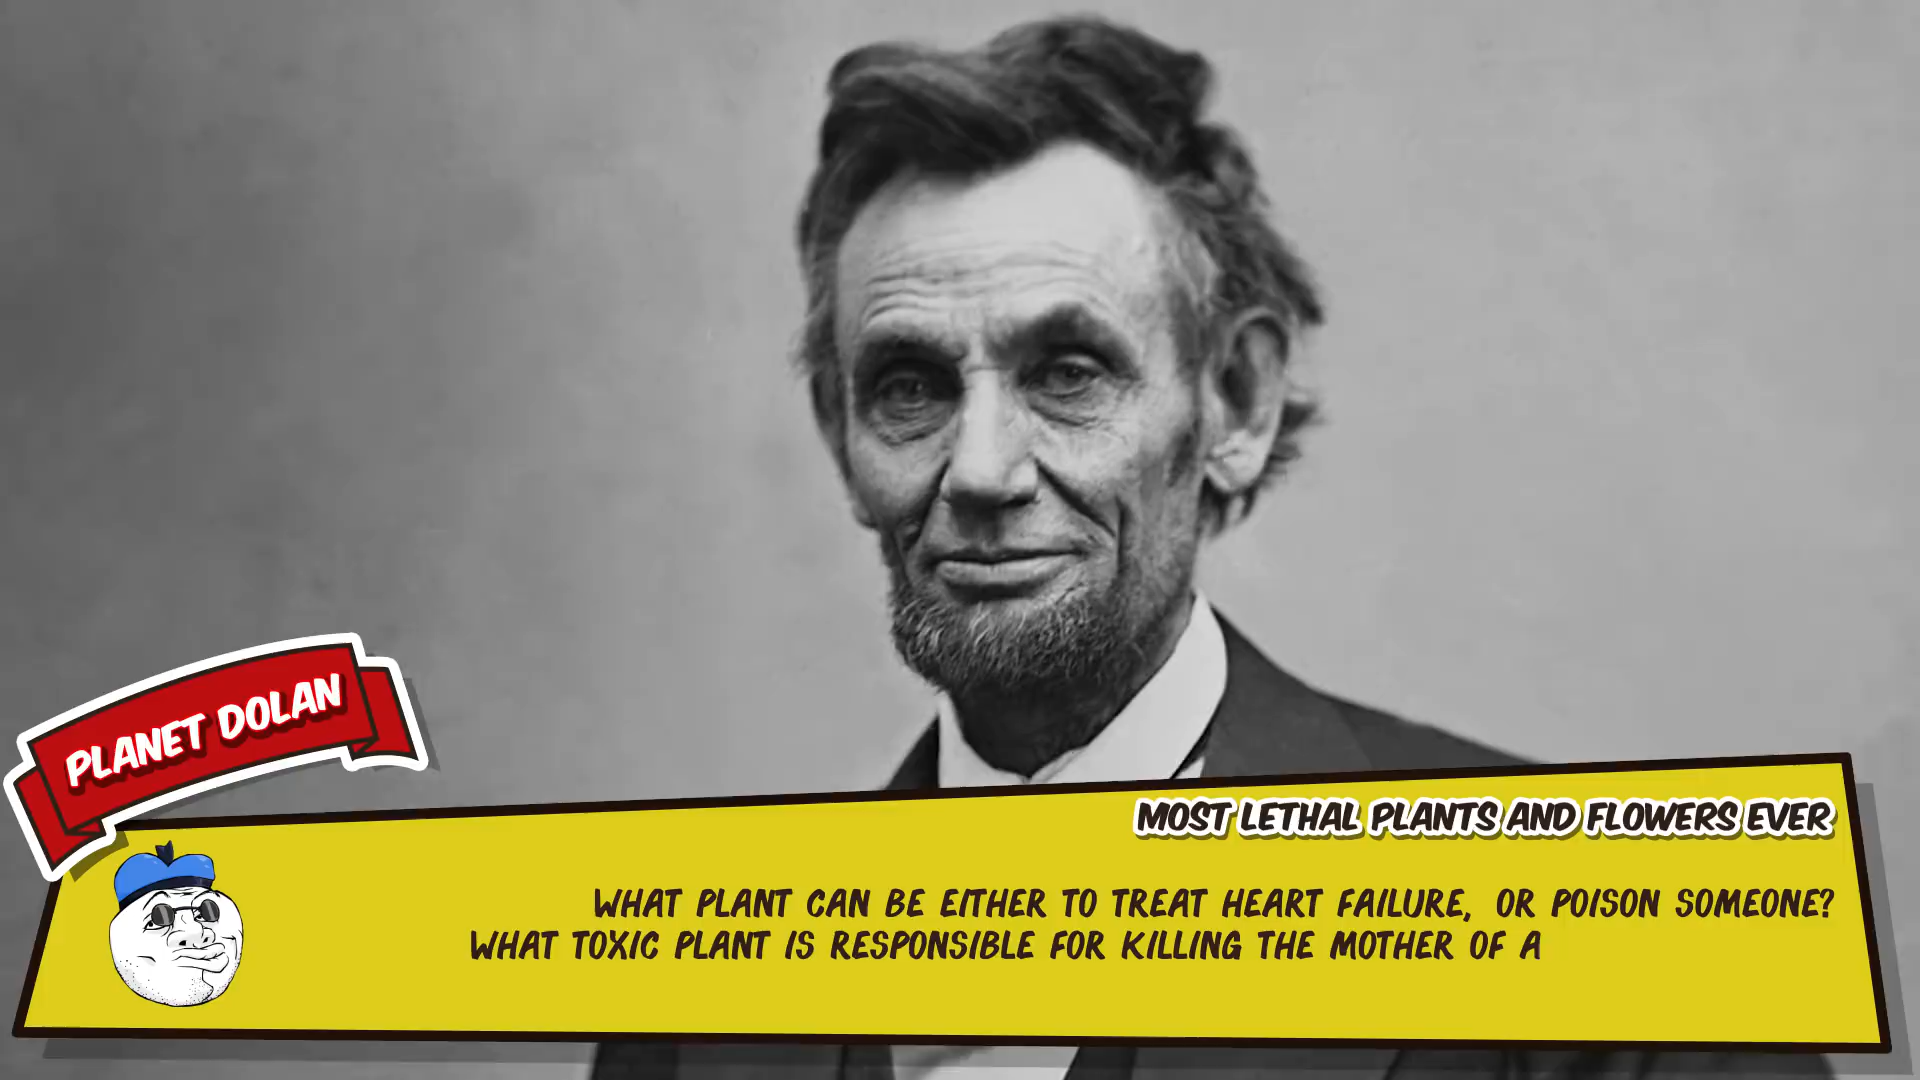 PLANET DOLAN
MOST LETHAL PLANTS AND FLOWERS EVER
WHAT PLANT CAN BE EITHER TO TREAT HEART FAILURE, OR POISON SOMEONE?
WHAT TOXIC PLANT IS RESPONSIBLE FOR KILLING THE MOTHER OF A